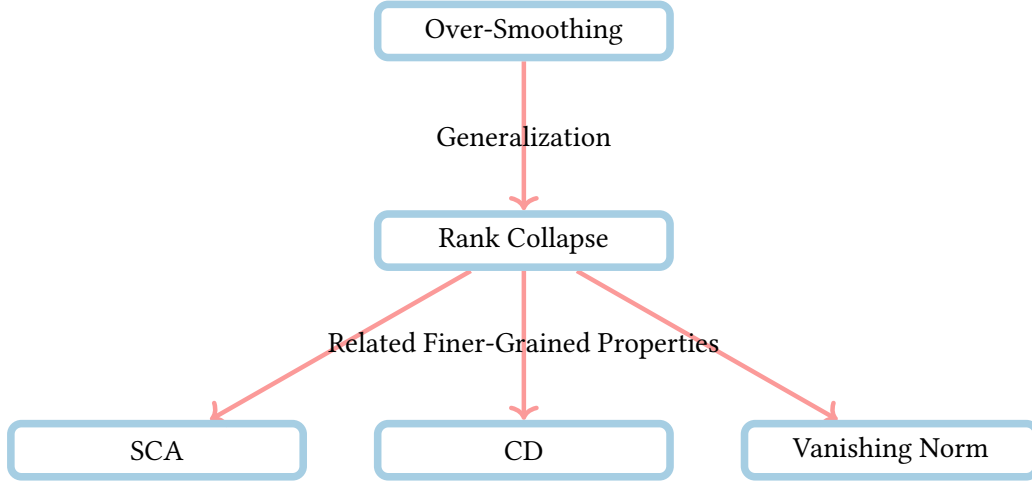 Over-Smoothing
Generalization
Rank Collapse
Related Finer-Grained Properties
SCA
CD
Vanishing Norm